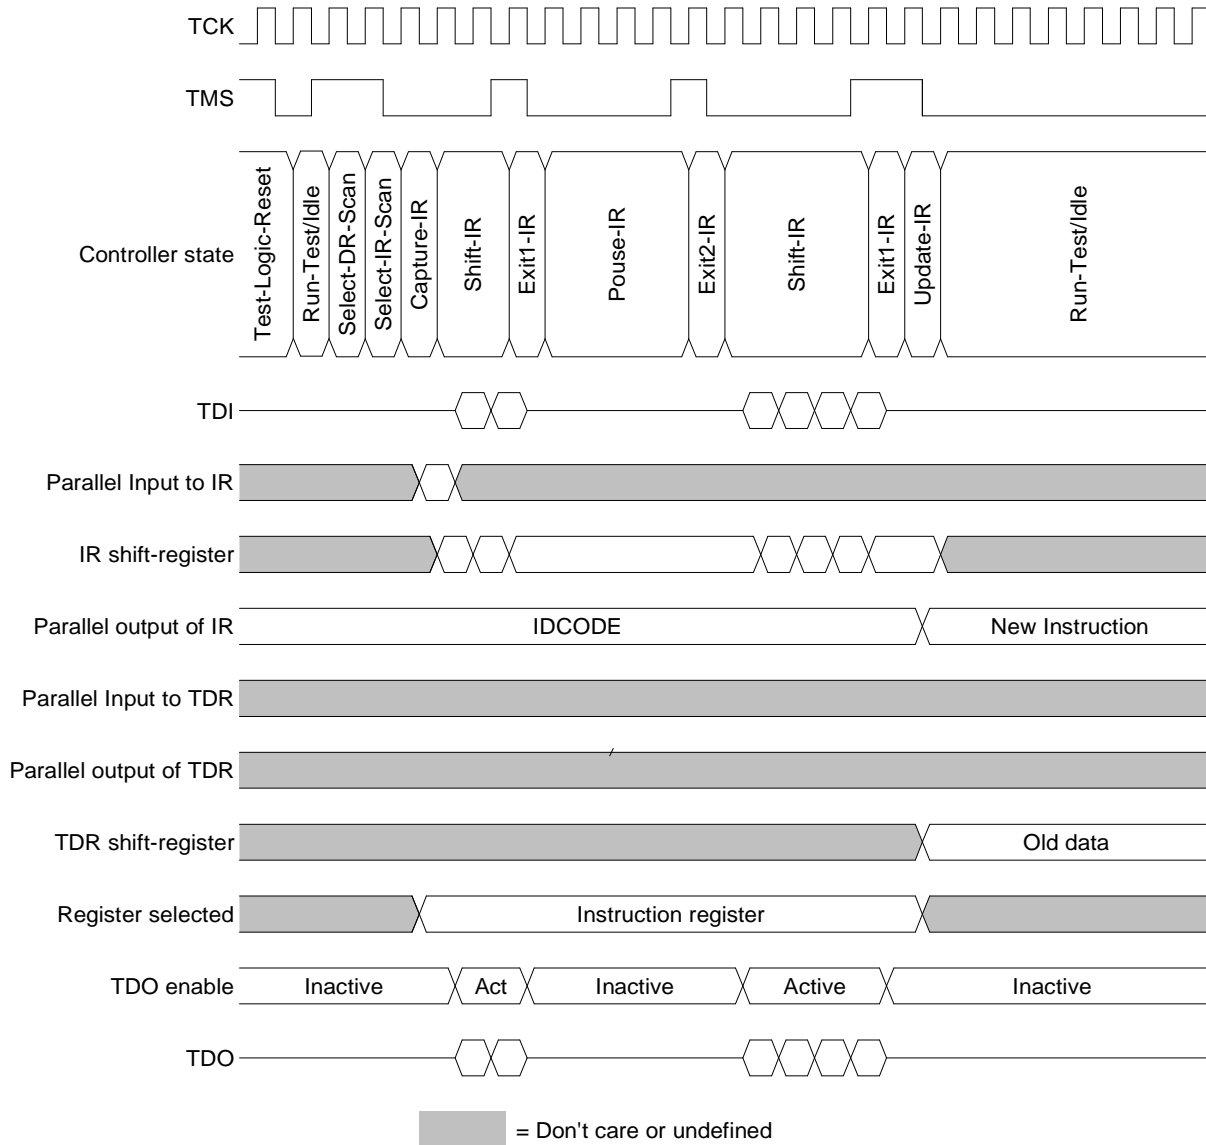 TCK
TMS
Controller state
Test-Logic-Reset
Run-Test/Idle
Select-DR-Scan
Select-IR-Scan
Capture-IR
Shift-IR
Exit1-IR
Pouse-IR
Exit2-IR
Shift-IR
Exit1-IR
Update-IR
Run-Test/Idle
TDI
Parallel Input to IR
IR shift-register
Parallel output of IR
IDCODE
New Instruction
Parallel Input to TDR
Parallel output of TDR
TDR shift-register
Old data
Register selected
Instruction register
TDO enable
Inactive
Act
Inactive
Active
Inactive
TDO
= Don't care or undefined